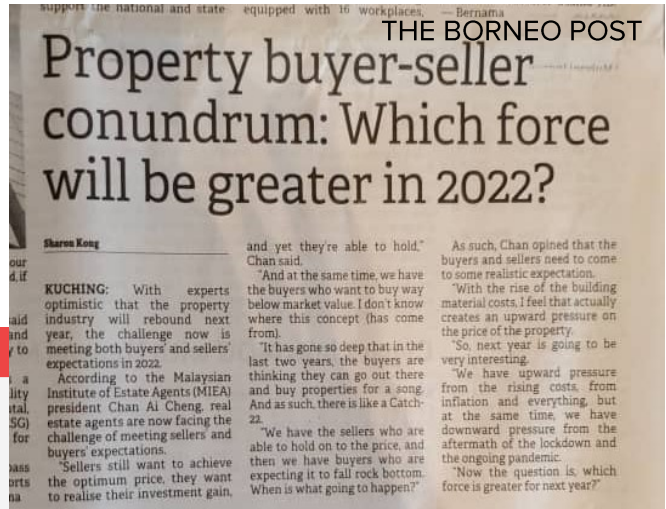 support the national and state
equipped with 16 workplaces,
— Bernama
THE BORNEO POST
Property buyer-seller
conundrum: Which force
will be greater in 2022?
our
d, if
aid
and
y to
a
lity
tal,
SG)
for
pass
orts
na
Sharon Kong
KUCHING: With experts
optimistic that the property
industry will rebound next
year, the challenge now is
meeting both buyers' and sellers'
expectations in 2022.
According to the Malaysian
Institute of Estate Agents (MIEA)
president Chan Ai Cheng, real
estate agents are now facing the
challenge of meeting sellers' and
buyers' expectations.
"Sellers still want to achieve
the optimum price, they want
to realise their investment gain,
and yet they're able to hold,"
Chan said.
"And at the same time, we have
the buyers who want to buy way
below market value. I don't know
where this concept (has come
from).
"It has gone so deep that in the
last two years, the buyers are
thinking they can go out there
and buy properties for a song.
And as such, there is like a Catch-
22.
"We have the sellers who are
able to hold on to the price, and
then we have buyers who are
expecting it to fall rock bottom.
When is what going to happen?"
As such, Chan opined that the
buyers and sellers need to come
to some realistic expectation.
"With the rise of the building
material costs, I feel that actually
creates an upward pressure on
the price of the property.
"So, next year is going to be
very interesting.
"We have upward pressure
from the rising costs, from
inflation and everything, but
at the same time, we have
downward pressure from the
aftermath of the lockdown and
the ongoing pandemic.
"Now the question is, which
force is greater for next year?"